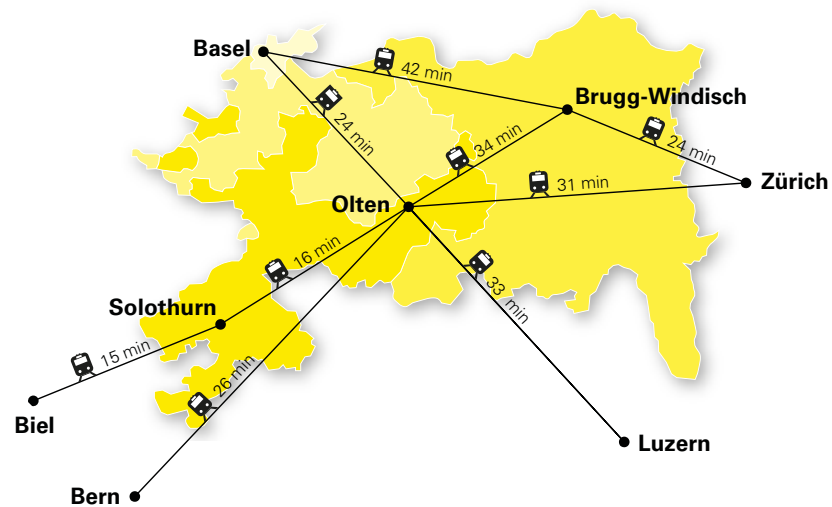 Basel
42 min
Brugg-Windisch
24 min
34 min
24 min
Zürich
31 min
Olten
16 min
33 min
Solothurn
15 min
26 min
Biel
Luzern
Bern